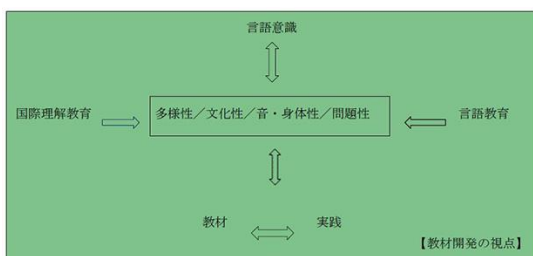 言語意識
国際理解教育
多様性／文化性／音・身体性／問題性
言語教育
教材
実践
【教材開発の視点】